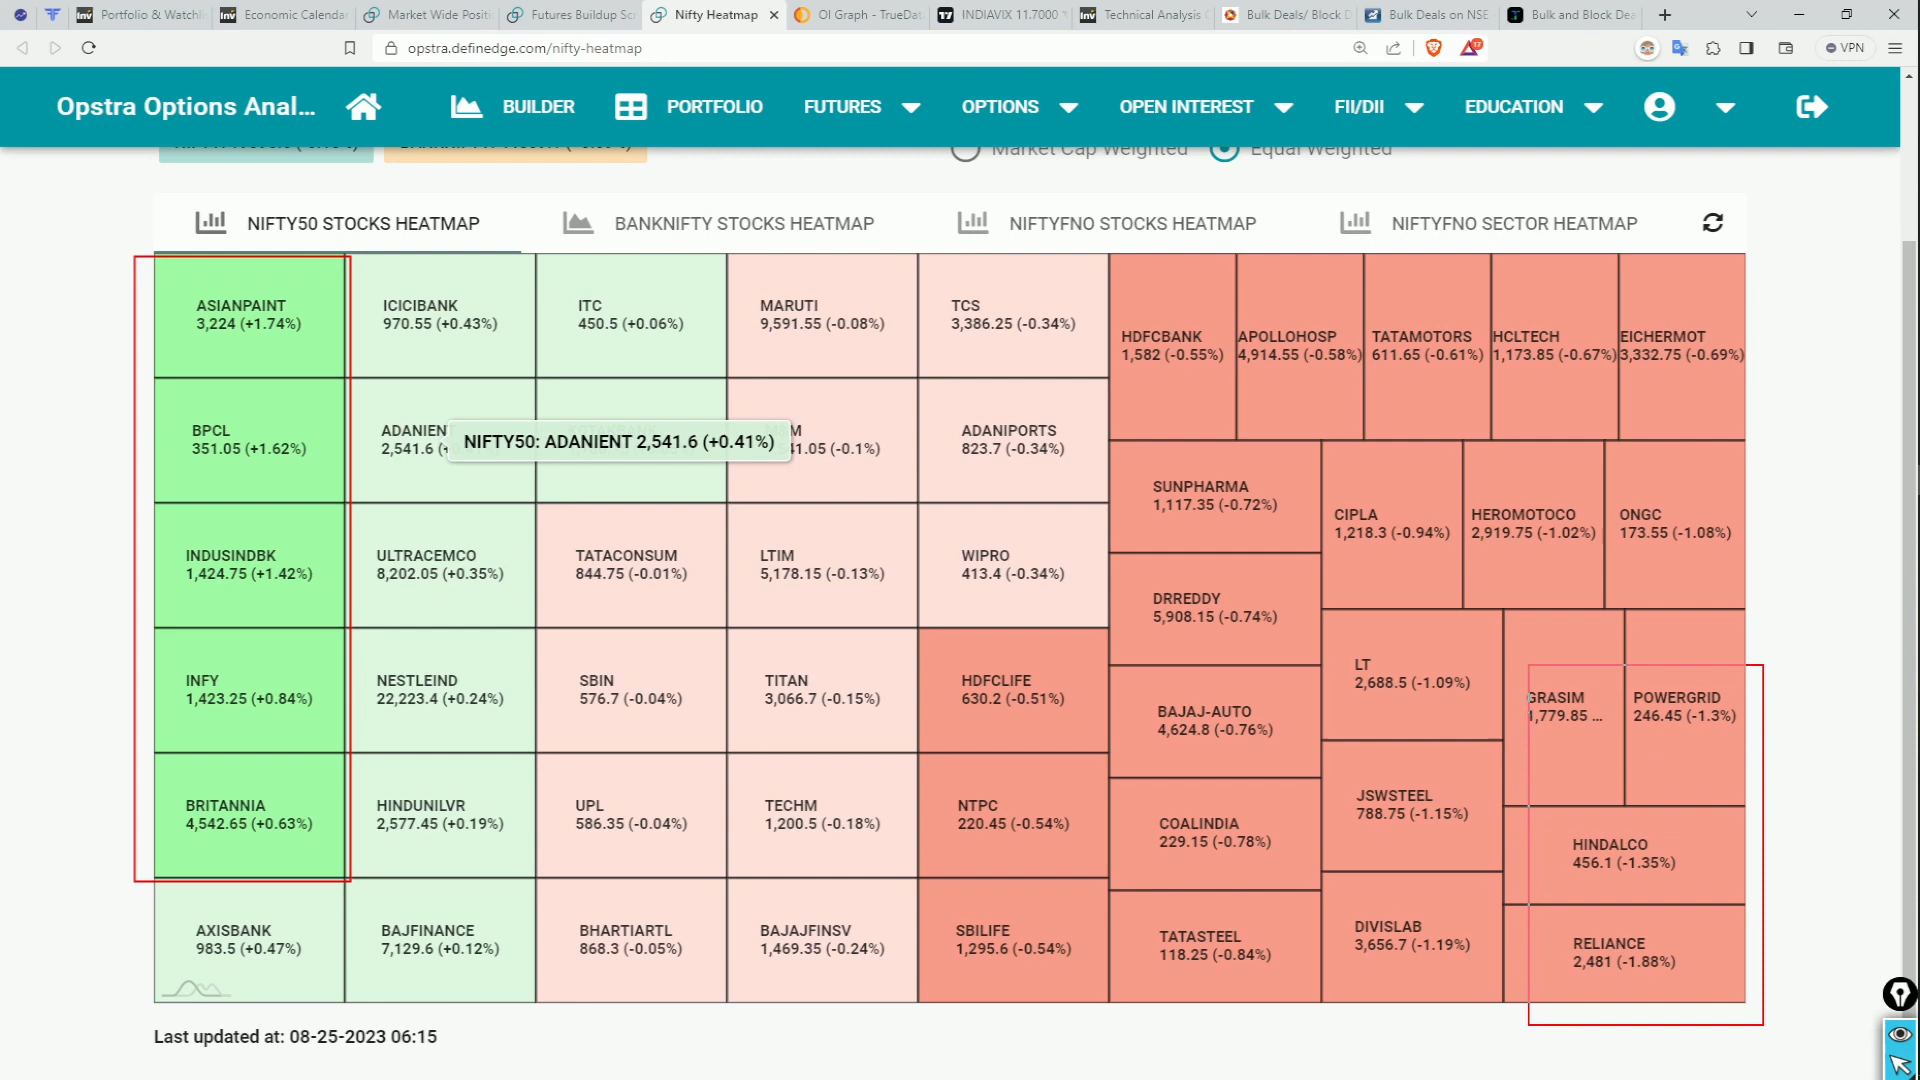 Portfolio & Watchli
Economic Calenda
Market Wide Positi
Futures Buildup Sc
Nifty Heatmap
OI Graph - TrueDat
INDIAVIX 11.7000
Technical Analysis
Bulk Deals/ Block D
Bulk Deals on NSE
Bulk and Block Dea
opstra.definedge.com/nifty-heatmap
VPN
Opstra Options Anal...
BUILDER
PORTFOLIO
FUTURES
OPTIONS
OPEN INTEREST
FII/DII
EDUCATION
Market Cap Weighted
Equal Weighted
NIFTY50 STOCKS HEATMAP
BANKNIFTY STOCKS HEATMAP
NIFTYFNO STOCKS HEATMAP
NIFTYFNO SECTOR HEATMAP
ASIANPAINT
3,224 (+1.74%)
BPCL
351.05 (+1.62%)
INDUSINDBK
1,424.75 (+1.42%)
INFY
1,423.25 (+0.84%)
BRITANNIA
4,542.65 (+0.63%)
AXISBANK
983.5 (+0.47%)
ICICIBANK
970.55 (+0.43%)
ADANIENT
2,541.6
NIFTY50: ADANIENT 2,541.6 (+0.41%)
ULTRACEMCO
8,202.05 (+0.35%)
NESTLEIND
22,223.4 (+0.24%)
HINDUNILVR
2,577.45 (+0.19%)
BAJFINANCE
7,129.6 (+0.12%)
ITC
450.5 (+0.06%)
KOTAKBANK
TATACONSUM
844.75 (-0.01%)
SBIN
576.7 (-0.04%)
UPL
586.35 (-0.04%)
BHARTIARTL
868.3 (-0.05%)
MARUTI
9,591.55 (-0.08%)
M&M
(-0.1%)
LTIM
5,178.15 (-0.13%)
TITAN
3,066.7 (-0.15%)
TECHM
1,200.5 (-0.18%)
BAJAJFINSV
1,469.35 (-0.24%)
TCS
3,386.25 (-0.34%)
ADANIPORTS
823.7 (-0.34%)
WIPRO
413.4 (-0.34%)
HDFCLIFE
630.2 (-0.51%)
NTPC
220.45 (-0.54%)
SBILIFE
1,295.6 (-0.54%)
HDFCBANK
1,582 (-0.55%)
APOLLOHOSP
4,914.55 (-0.58%)
TATAMOTORS
611.65 (-0.61%)
HCLTECH
1,173.85 (-0.67%)
EICHERMOT
3,332.75 (-0.69%)
SUNPHARMA
1,117.35 (-0.72%)
DRREDDY
5,908.15 (-0.74%)
BAJAJ-AUTO
4,624.8 (-0.76%)
COALINDIA
229.15 (-0.78%)
TATASTEEL
118.25 (-0.84%)
CIPLA
1,218.3 (-0.94%)
HEROMOTOCO
2,919.75 (-1.02%)
ONGC
173.55 (-1.08%)
LT
2,688.5 (-1.09%)
JSWSTEEL
788.75 (-1.15%)
DIVISLAB
3,656.7 (-1.19%)
GRASIM
1,779.85 ...
POWERGRID
246.45 (-1.3%)
HINDALCO
456.1 (-1.35%)
RELIANCE
2,481 (-1.88%)
Last updated at: 08-25-2023 06:15